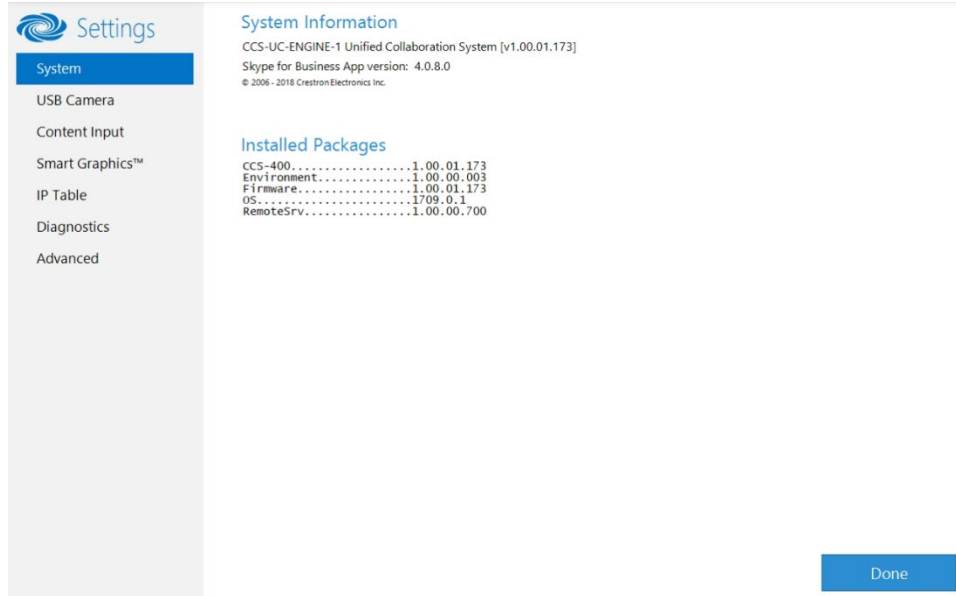 Settings
System
USB Camera
Content Input
Smart Graphics™
IP Table
Diagnostics
Advanced
System Information
CCS-UC-ENGINE-1 Unified Collaboration System [v1.00.01.173]
Skype for Business App version: 4.0.8.0
© 2006 - 2018 Crestron Electronics Inc.
Installed Packages
CCS-400.................1.00.01.173
Environment..............1.00.00.003
Firmware.................1.00.01.173
OS.......................1709.0.1
RemoteSrv................1.00.00.700
Done